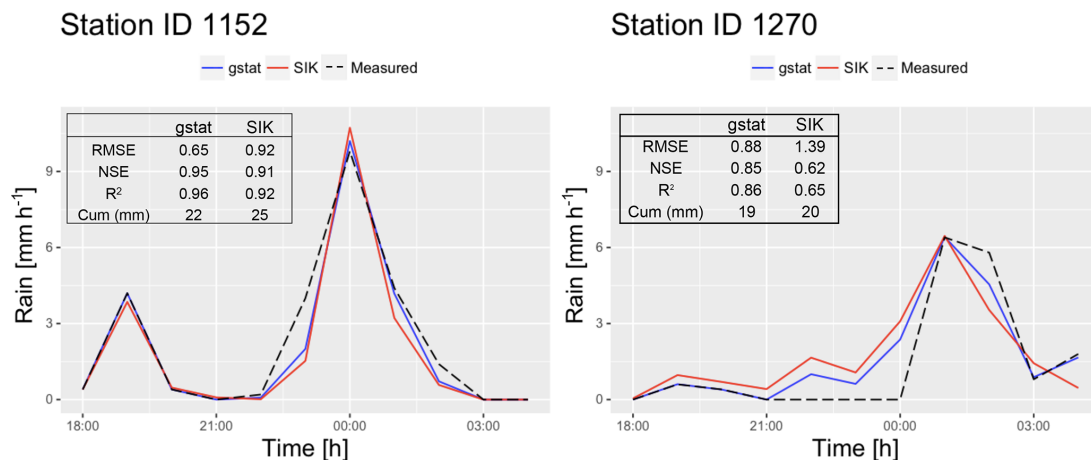 Station ID 1152
gstat SIK Measured
gstat SIK
RMSE 0.65 0.92
NSE 0.95 0.91
R² 0.96 0.92
Cum (mm) 22 25
9
6
3
0
Rain [mm h⁻¹]
18:00 21:00 00:00 03:00
Time [h]
Station ID 1270
gstat SIK Measured
gstat SIK
RMSE 0.88 1.39
NSE 0.85 0.62
R² 0.86 0.65
Cum (mm) 19 20
9
6
3
0
Rain [mm h⁻¹]
18:00 21:00 00:00 03:00
Time [h]